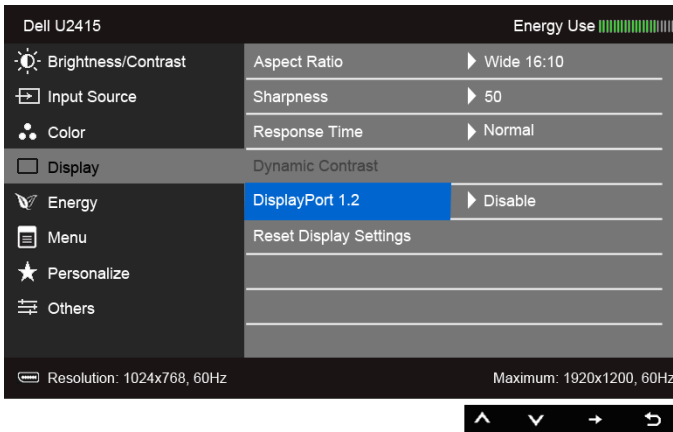 Dell U2415 Energy Use
Brightness/Contrast Aspect Ratio Wide 16:10
Input Source Sharpness 50
Color Response Time Normal
Display Dynamic Contrast
Energy DisplayPort 1.2 Disable
Menu Reset Display Settings
Personalize
Others
Resolution: 1024x768, 60Hz Maximum: 1920x1200, 60Hz